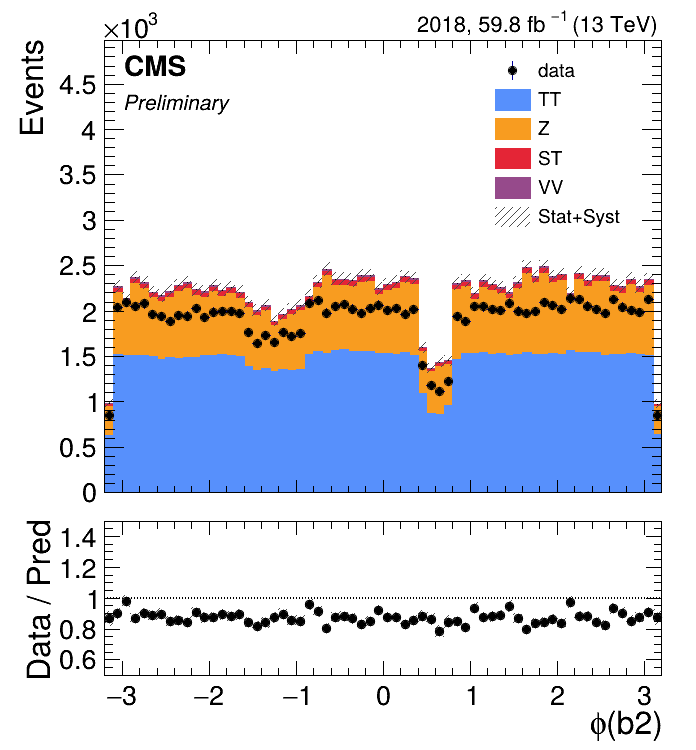 ×10³
2018, 59.8 fb⁻¹ (13 TeV)
Events
CMS
Preliminary
data
TT
Z
ST
VV
Stat+Syst
4.5
4
3.5
3
2.5
2
1.5
1
0.5
0
Data / Pred
1.4
1.2
1
0.8
0.6
−3 −2 −1 0 1 2 3
ϕ(b2)